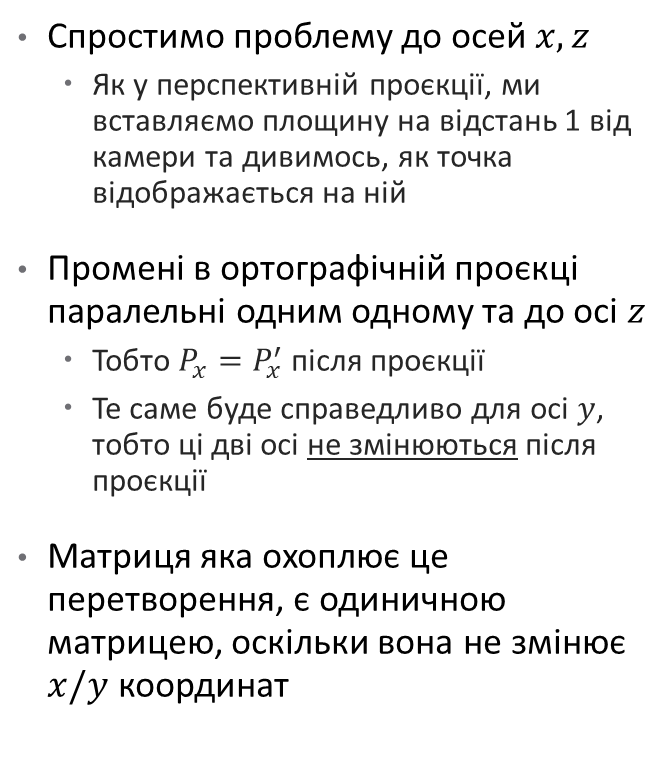 • Спростимо проблему до осей x, z
• Як у перспективній проєкції, ми
вставляємо площину на відстань 1 від
камери та дивимось, як точка
відображається на ній
• Промені в ортографічній проєкці
паралельні одним одному та до осі z
• Тобто Pₓ = P′ₓ після проєкції
• Те саме буде справедливо для осі y,
тобто ці дві осі не змінюються після
проєкції
• Матриця яка охоплює це
перетворення, є одиничною
матрицею, оскільки вона не змінює
x/y координат